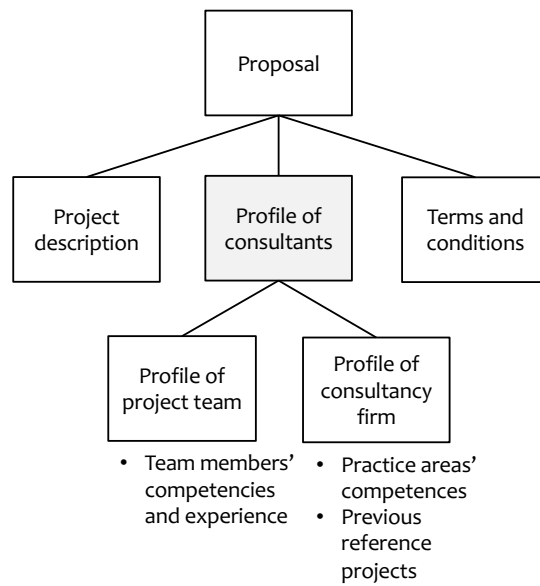 Proposal
Project
description
Profile of
consultants
Terms and
conditions
Profile of
project team
Profile of
consultancy
firm
• Team members’
competencies
and experience
• Practice areas’
competences
• Previous
reference
projects